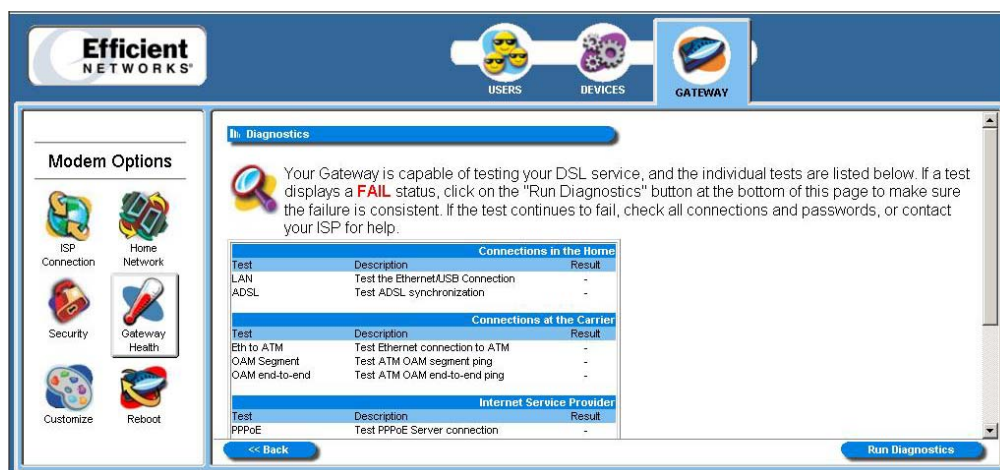 Efficient
NETWORKS®
USERS
DEVICES
GATEWAY
Modem Options
ISP Connection
Home Network
Security
Gateway Health
Customize
Reboot
Diagnostics
Your Gateway is capable of testing your DSL service, and the individual tests are listed below. If a test
displays a FAIL status, click on the "Run Diagnostics" button at the bottom of this page to make sure
the failure is consistent. If the test continues to fail, check all connections and passwords, or contact
your ISP for help.
Connections in the Home
Test Description Result
LAN Test the Ethernet/USB Connection -
ADSL Test ADSL synchronization -
Connections at the Carrier
Test Description Result
Eth to ATM Test Ethernet connection to ATM -
OAM Segment Test ATM OAM segment ping -
OAM end-to-end Test ATM OAM end-to-end ping -
Internet Service Provider
Test Description Result
PPPoE Test PPPoE Server connection -
<< Back
Run Diagnostics